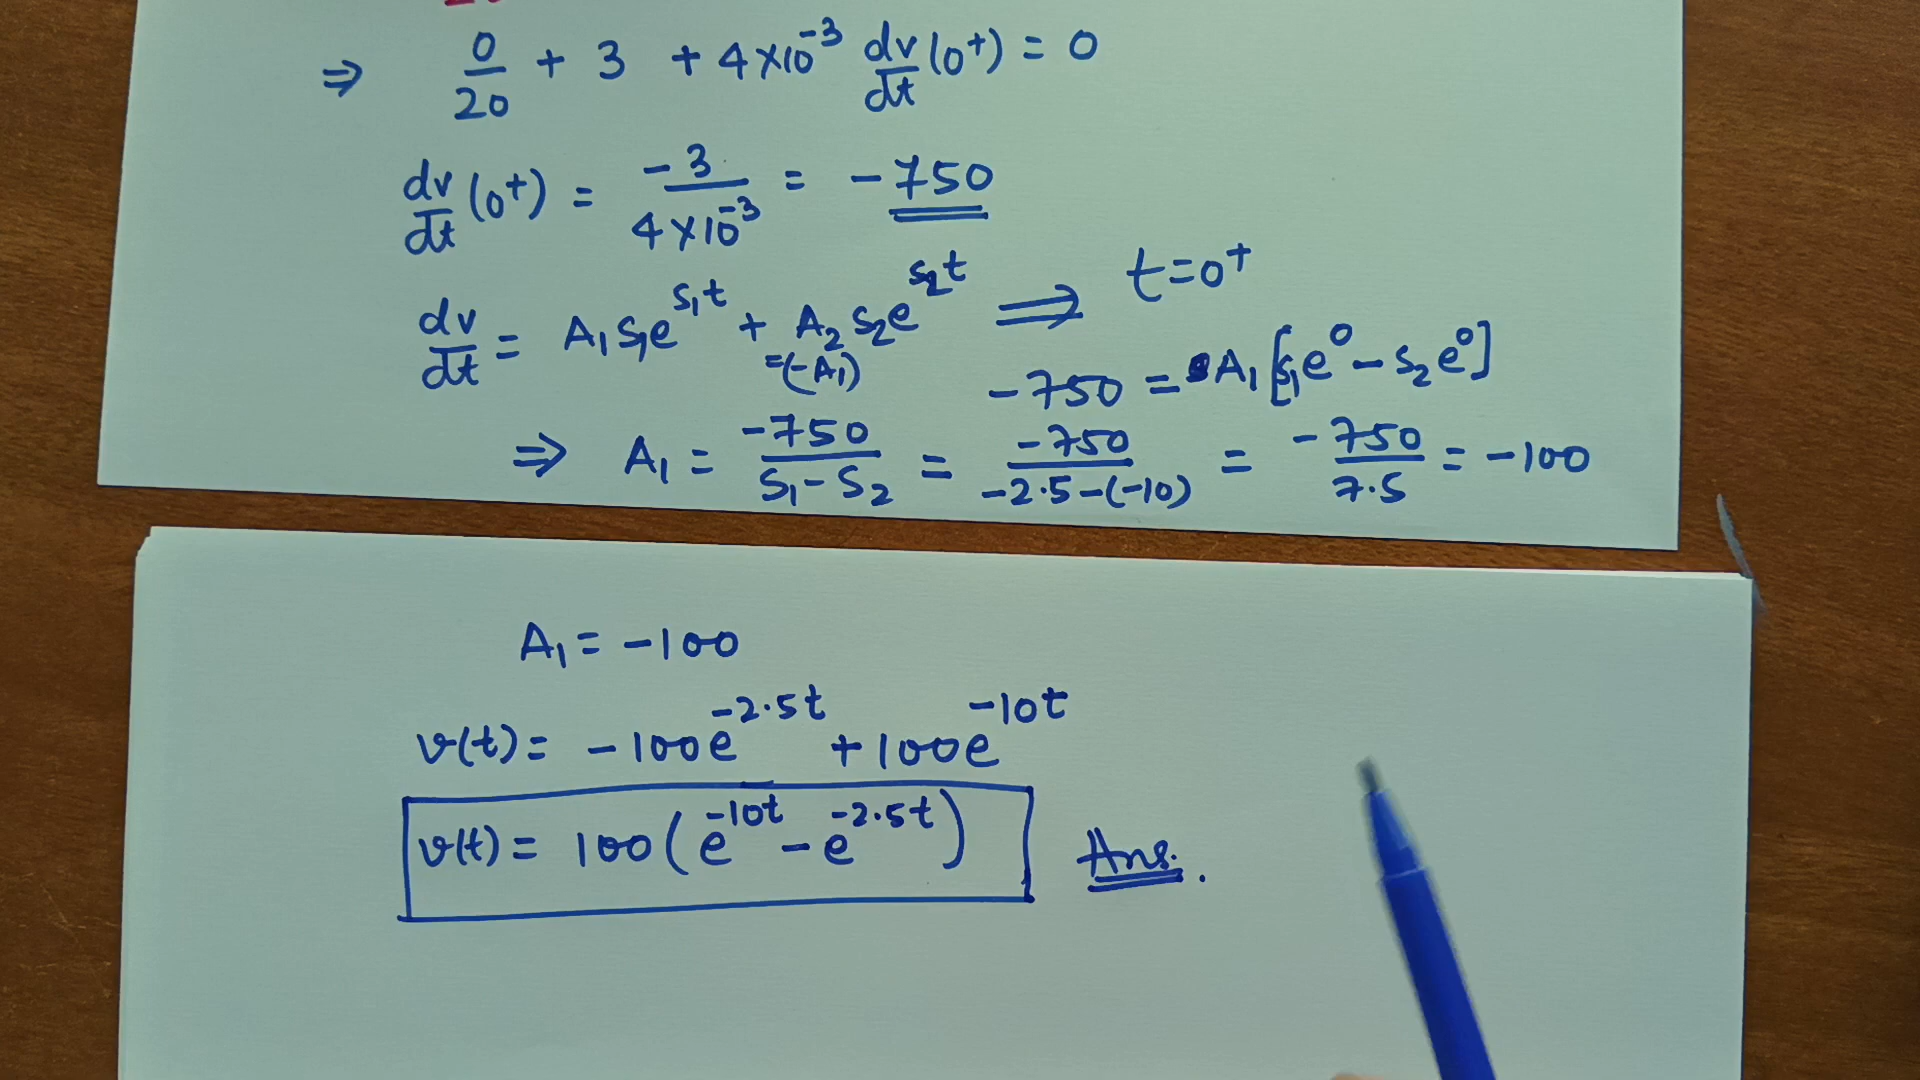 ⇒ 0/20 + 3 + 4×10⁻³ dv/dt (0⁺) = 0
dv/dt (0⁺) = -3/(4×10⁻³) = -750
dv/dt = A₁s₁e^(s₁t) + A₂s₂e^(s₂t) ⟹ t=0⁺
=(-A₁)
-750 = A₁[s₁e⁰ - s₂e⁰]
⇒ A₁ = -750/(S₁-S₂) = -750/(-2.5-(-10)) = -750/7.5 = -100
A₁ = -100
v(t) = -100e^(-2.5t) + 100e^(-10t)
v(t) = 100(e^(-10t) - e^(-2.5t)) Ans.